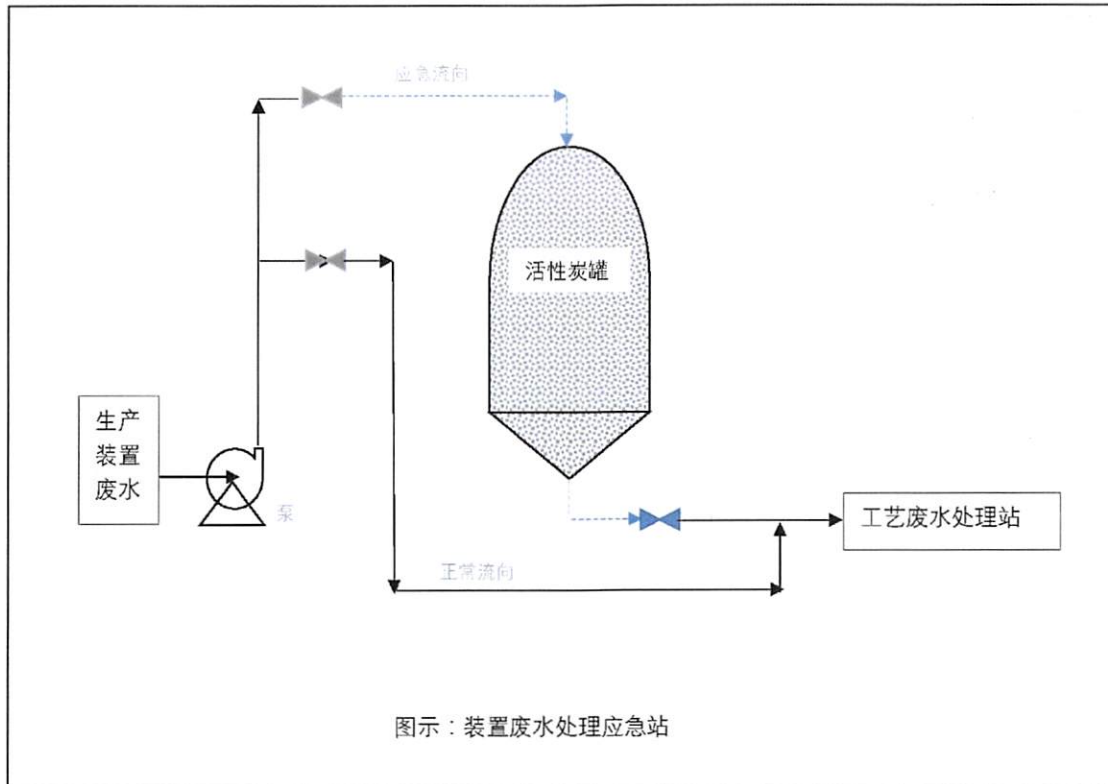 应急流向
活性炭罐
生产
装置
废水
泵
工艺废水处理站
正常流向
图示：装置废水处理应急站